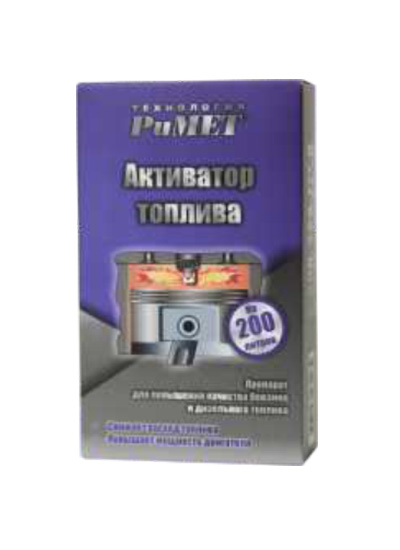 ТЕХНОЛОГИЯ
РиМЕТ
Активатор
топлива
На
200
литров
Препарат
для повышения качества бензина
и дизельного топлива
Снижает расход топлива
Повышает мощность двигателя